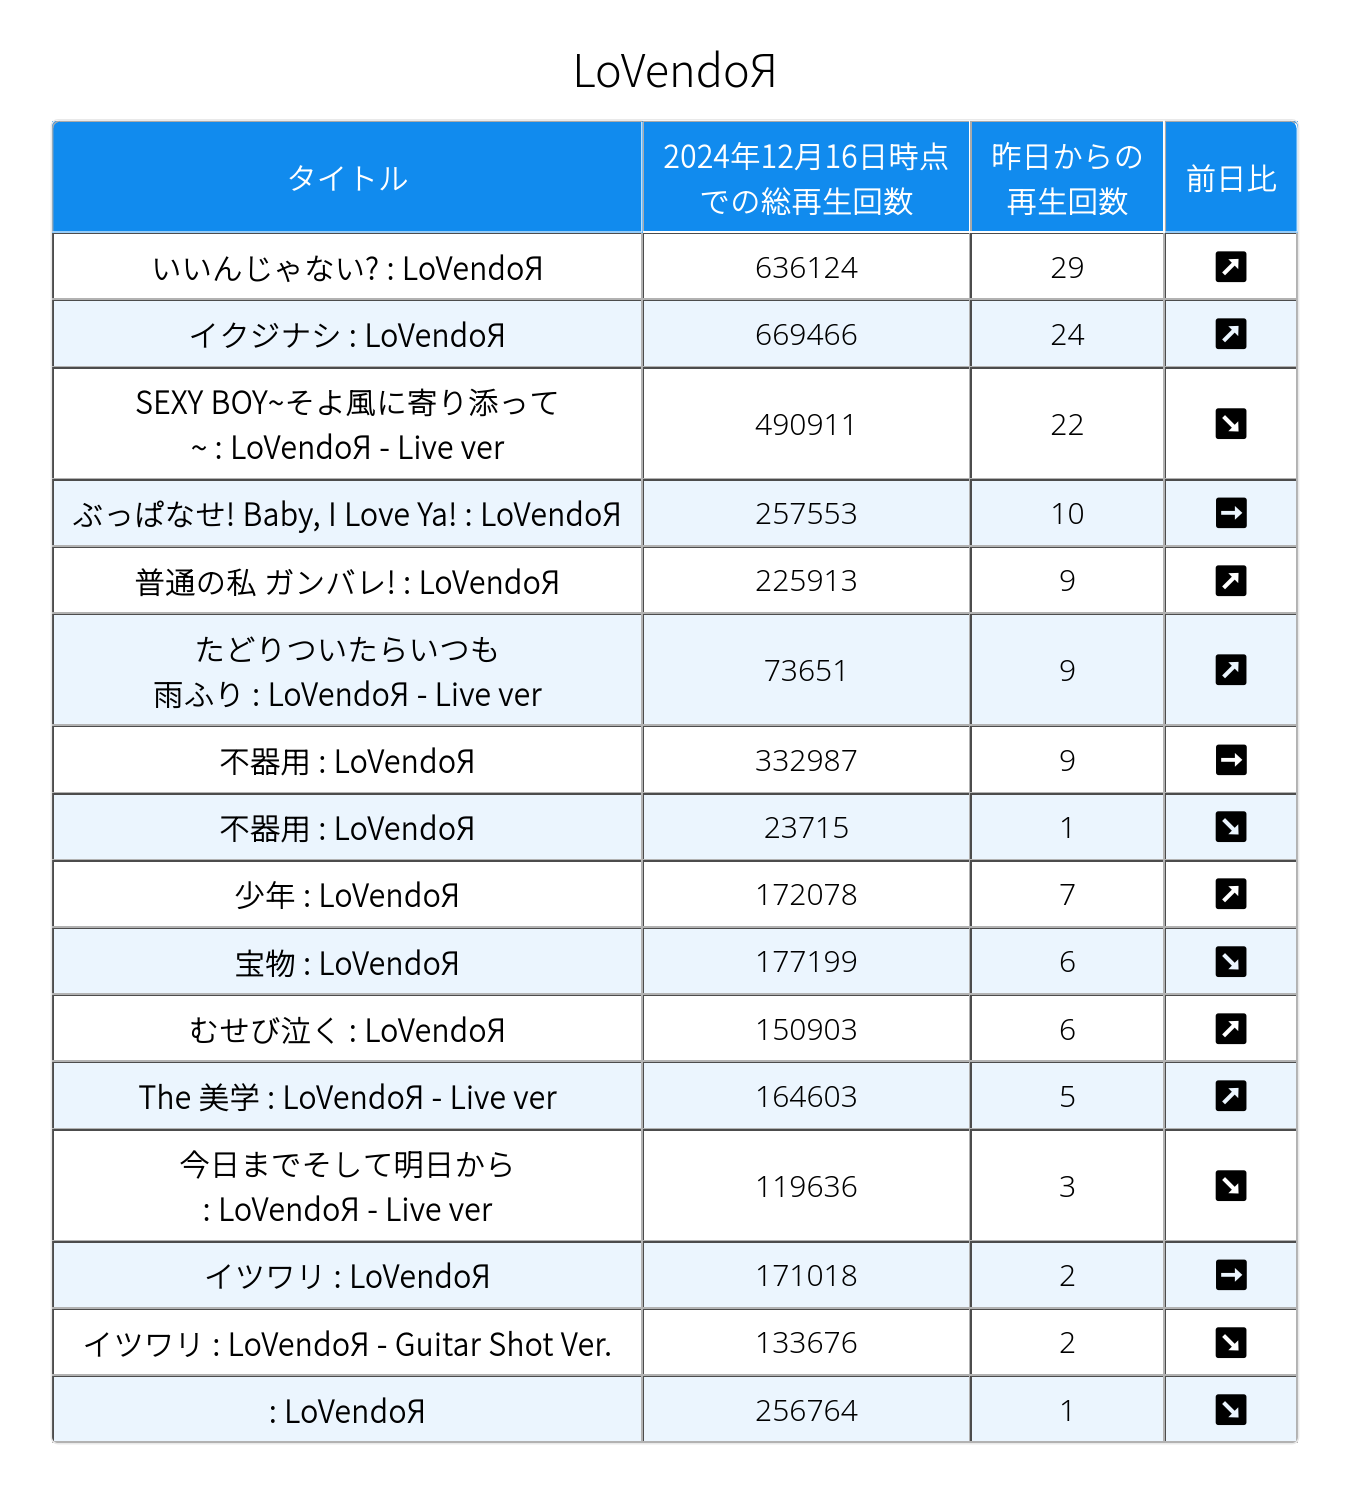 LoVendoЯ
タイトル
2024年12月16日時点
での総再生回数
昨日からの
再生回数
前日比
いいんじゃない? : LoVendoЯ 636124 29 ↗
イクジナシ : LoVendoЯ 669466 24 ↗
SEXY BOY~そよ風に寄り添って
~ : LoVendoЯ - Live ver 490911 22 ↘
ぶっぱなせ! Baby, I Love Ya! : LoVendoЯ 257553 10 →
普通の私 ガンバレ! : LoVendoЯ 225913 9 ↗
たどりついたらいつも
雨ふり : LoVendoЯ - Live ver 73651 9 ↗
不器用 : LoVendoЯ 332987 9 →
不器用 : LoVendoЯ 23715 1 ↘
少年 : LoVendoЯ 172078 7 ↗
宝物 : LoVendoЯ 177199 6 ↘
むせび泣く : LoVendoЯ 150903 6 ↗
The 美学 : LoVendoЯ - Live ver 164603 5 ↗
今日までそして明日から
: LoVendoЯ - Live ver 119636 3 ↘
イツワリ : LoVendoЯ 171018 2 →
イツワリ : LoVendoЯ - Guitar Shot Ver. 133676 2 ↘
: LoVendoЯ 256764 1 ↘